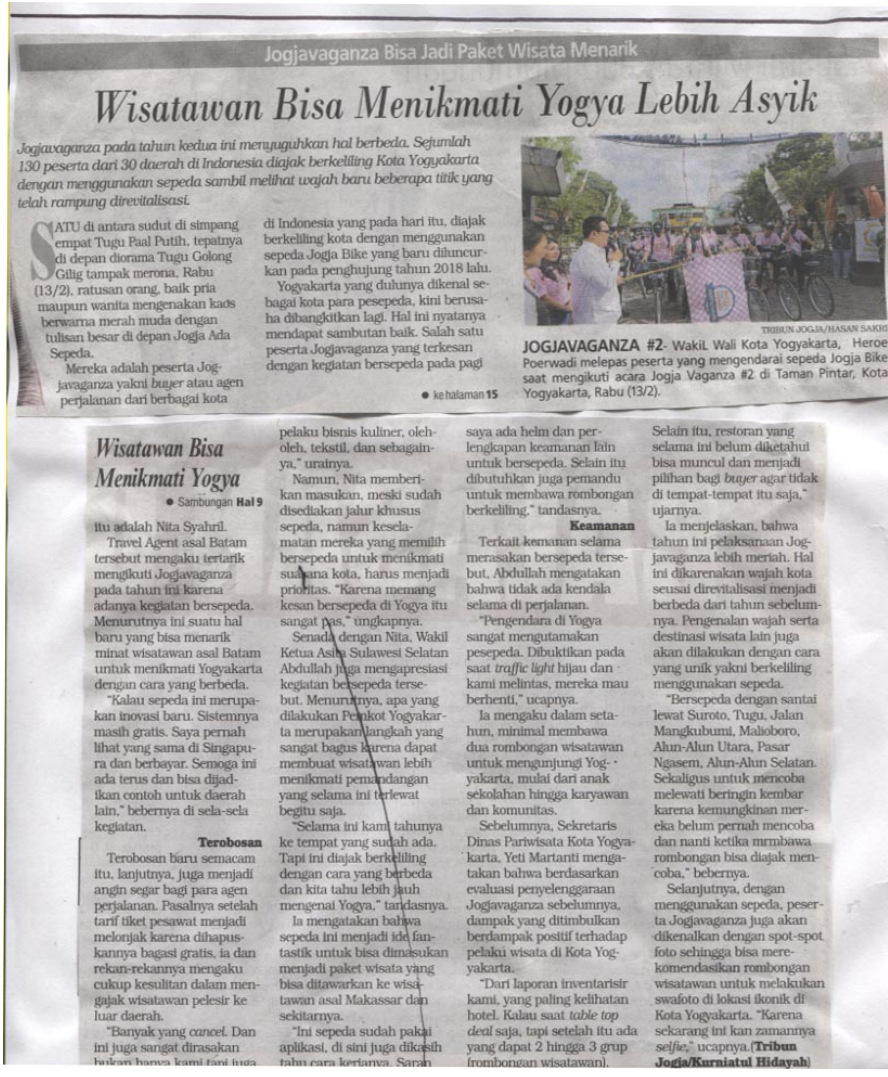 Jogjavaganza Bisa Jadi Paket Wisata Menarik
Wisatawan Bisa Menikmati Yogya Lebih Asyik
Jogjavaganza pada tahun kedua ini menyuguhkan hal berbeda. Sejumlah
130 peserta dari 30 daerah di Indonesia diajak berkeliling Kota Yogyakarta
dengan menggunakan sepeda sambil melihat wajah baru beberapa titik yang
telah rampung direvitalisasi.
SATU di antara sudut di simpang
empat Tugu Paal Putih, tepatnya
di depan diorama Tugu Golong
Gilig tampak merona, Rabu
(13/2), ratusan orang, baik pria
maupun wanita mengenakan kaos
berwarna merah muda dengan
tulisan besar di depan Jogja Ada
Sepeda.
Mereka adalah peserta Jog-
javaganza yakni buyer atau agen
perjalanan dari berbagai kota
di Indonesia yang pada hari itu, diajak
berkeliling kota dengan menggunakan
sepeda Jogja Bike yang baru diluncur-
kan pada penghujung tahun 2018 lalu.
Yogyakarta yang dulunya dikenal se-
bagai kota para pesepeda, kini berusa-
ha dibangkitkan lagi. Hal ini nyatanya
mendapat sambutan baik. Salah satu
peserta Jogjavaganza yang terkesan
dengan kegiatan bersepeda pada pagi
● ke halaman 15
TRIBUN JOGJA/HASAN SAKRI
JOGJAVAGANZA #2- WakiL Wali Kota Yogyakarta, Heroe
Poerwadi melepas peserta yang mengendarai sepeda Jogja Bike
saat mengikuti acara Jogja Vaganza #2 di Taman Pintar, Kota
Yogyakarta, Rabu (13/2).
Wisatawan Bisa
Menikmati Yogya
● Sambungan Hal 9
itu adalah Nita Syahril.
Travel Agent asal Batam
tersebut mengaku tertarik
mengikuti Jogjavaganza
pada tahun ini karena
adanya kegiatan bersepeda.
Menurutnya ini suatu hal
baru yang bisa menarik
minat wisatawan asal Batam
untuk menikmati Yogyakarta
dengan cara yang berbeda.
"Kalau sepeda ini merupa-
kan inovasi baru. Sistemnya
masih gratis. Saya pernah
lihat yang sama di Singapu-
ra dan berbayar. Semoga ini
ada terus dan bisa dijad-
ikan contoh untuk daerah
lain," bebernya di sela-sela
kegiatan.
Terobosan
Terobosan baru semacam
itu, lanjutnya, juga menjadi
angin segar bagi para agen
perjalanan. Pasalnya setelah
tarif tiket pesawat menjadi
melonjak karena dihapus-
kannya bagasi gratis, ia dan
rekan-rekannya mengaku
cukup kesulitan dalam men-
gajak wisatawan pelesir ke
luar daerah.
"Banyak yang cancel. Dan
ini juga sangat dirasakan
bukan hanya kami tapi juga
pelaku bisnis kuliner, oleh-
oleh, tekstil, dan sebagain-
ya," urainya.
Namun, Nita memberi-
kan masukan, meski sudah
disediakan jalur khusus
sepeda, namun kesela-
matan mereka yang memilih
bersepeda untuk menikmati
suasana kota, harus menjadi
prioritas. "Karena memang
kesan bersepeda di Yogya itu
sangat pas," ungkapnya.
Senada dengan Nita, Wakil
Ketua Asita Sulawesi Selatan
Abdullah juga mengapresiasi
kegiatan bersepeda terse-
but. Menurutnya, apa yang
dilakukan Pemkot Yogyakar-
ta merupakan langkah yang
sangat bagus karena dapat
membuat wisatawan lebih
menikmati pemandangan
yang selama ini terlewat
begitu saja.
"Selama ini kami tahunya
ke tempat yang sudah ada.
Tapi ini diajak berkeliling
dengan cara yang berbeda
dan kita tahu lebih jauh
mengenai Yogya," tandasnya.
Ia mengatakan bahwa
sepeda ini menjadi ide fan-
tastik untuk bisa dimasukan
menjadi paket wisata yang
bisa ditawarkan ke wisa-
tawan asal Makassar dan
sekitarnya.
"Ini sepeda sudah pakai
aplikasi, di sini juga dikasih
tahu cara kerjanya. Saran
saya ada helm dan per-
lengkapan keamanan lain
untuk bersepeda. Selain itu
dibutuhkan juga pemandu
untuk membawa rombongan
berkeliling," tandasnya.
Keamanan
Terkait kemanan selama
merasakan bersepeda terse-
but, Abdullah mengatakan
bahwa tidak ada kendala
selama di perjalanan.
"Pengendara di Yogya
sangat mengutamakan
pesepeda. Dibuktikan pada
saat traffic light hijau dan
kami melintas, mereka mau
berhenti," ucapnya.
Ia mengaku dalam seta-
hun, minimal membawa
dua rombongan wisatawan
untuk mengunjungi Yog-
yakarta, mulai dari anak
sekolahan hingga karyawan
dan komunitas.
Sebelumnya, Sekretaris
Dinas Pariwisata Kota Yogya-
karta, Yeti Martanti menga-
takan bahwa berdasarkan
evaluasi penyelenggaraan
Jogjavaganza sebelumnya,
dampak yang ditimbulkan
berdampak positif terhadap
pelaku wisata di Kota Yog-
yakarta.
"Dari laporan inventarisir
kami, yang paling kelihatan
hotel. Kalau saat table top
deal saja, tapi setelah itu ada
yang dapat 2 hingga 3 grup
(rombongan wisatawan).
Selain itu, restoran yang
selama ini belum diketahui
bisa muncul dan menjadi
pilihan bagi buyer agar tidak
di tempat-tempat itu saja,"
ujarnya.
Ia menjelaskan, bahwa
tahun ini pelaksanaan Jog-
javaganza lebih meriah. Hal
ini dikarenakan wajah kota
seusai direvitalisasi menjadi
berbeda dari tahun sebelum-
nya. Pengenalan wajah serta
destinasi wisata lain juga
akan dilakukan dengan cara
yang unik yakni berkeliling
menggunakan sepeda.
"Bersepeda dengan santai
lewat Suroto, Tugu, Jalan
Mangkubumi, Malioboro,
Alun-Alun Utara, Pasar
Ngasem, Alun-Alun Selatan.
Sekaligus untuk mencoba
melewati beringin kembar
karena kemungkinan mer-
eka belum pernah mencoba
dan nanti ketika mrmbawa
rombongan bisa diajak men-
coba," bebernya.
Selanjutnya, dengan
menggunakan sepeda, peser-
ta Jogjavaganza juga akan
dikenalkan dengan spot-spot
foto sehingga bisa mere-
komendasikan rombongan
wisatawan untuk melakukan
swafoto di lokasi ikonik di
Kota Yogyakarta. "Karena
sekarang ini kan zamannya
selfie," ucapnya.(Tribun
Jogja/Kurniatul Hidayah)